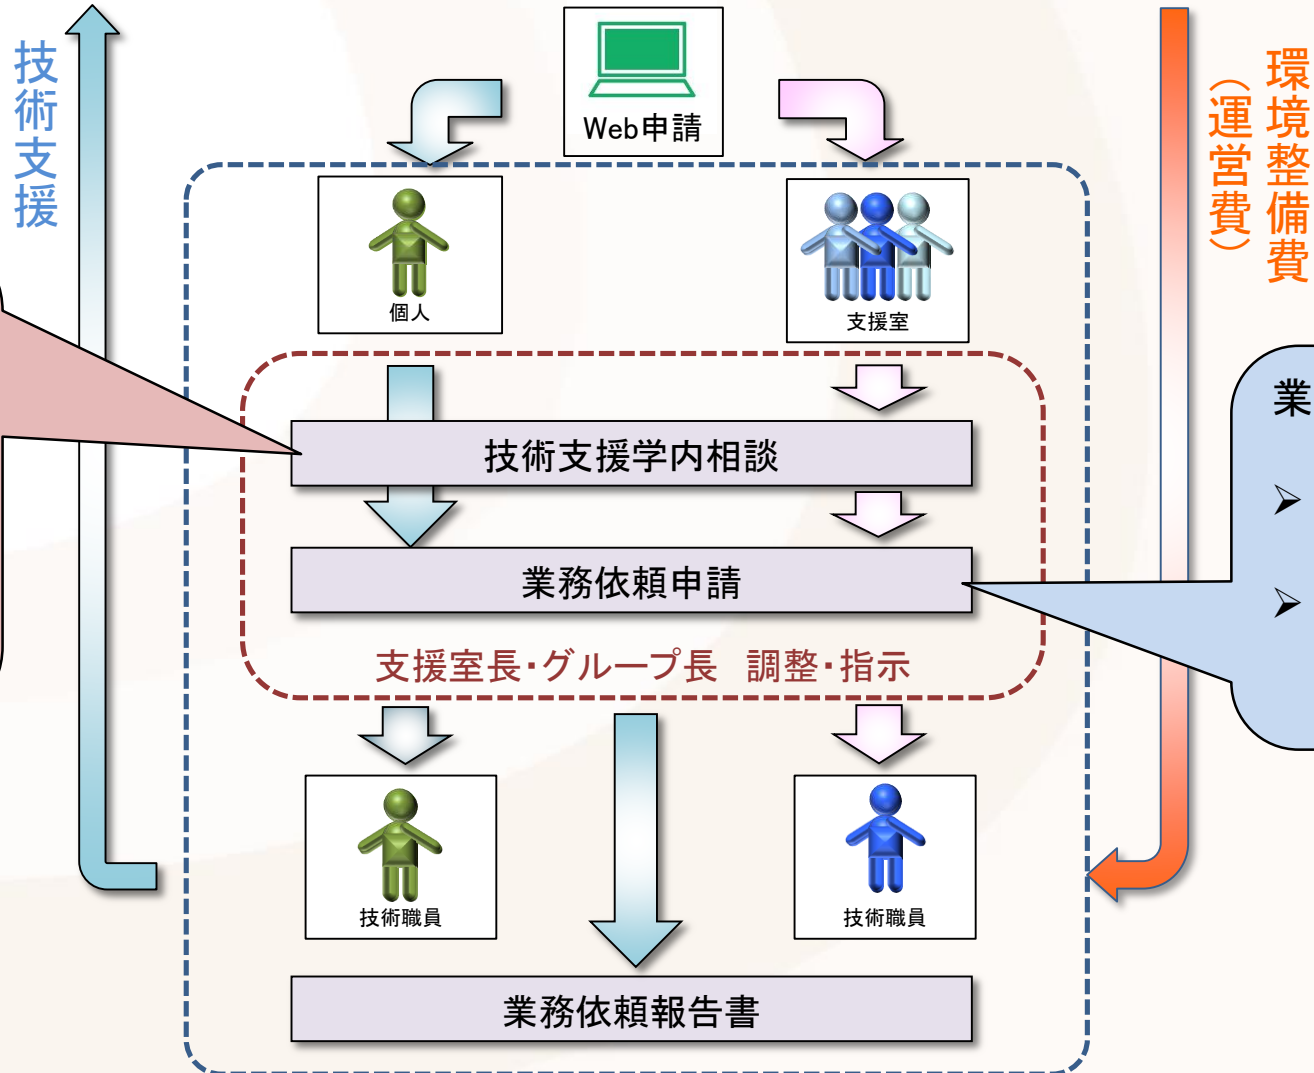 技術支援
Web申請
環境整備費
（運営費）
個人
支援室
技術支援学内相談
業
➢
業務依頼申請
➢
支援室長・グループ長　調整・指示
技術職員
技術職員
業務依頼報告書